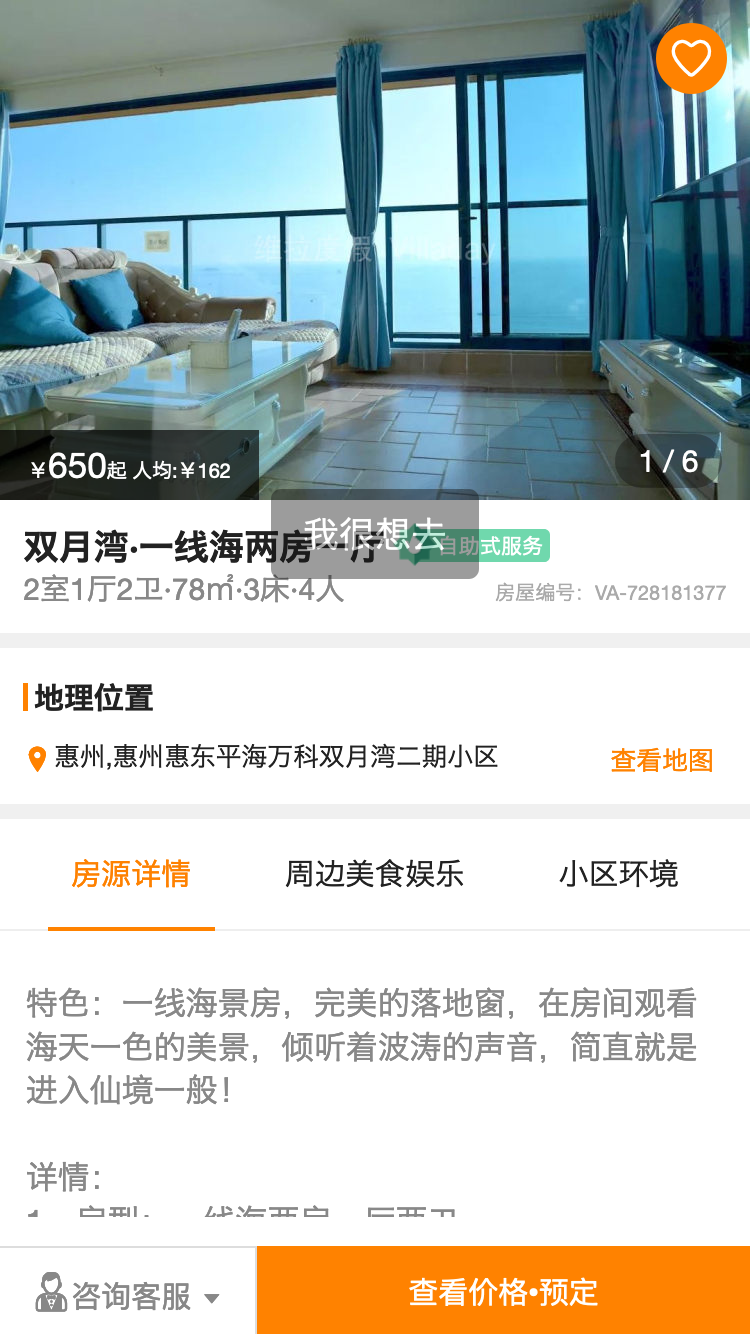 维拉度假 Villaday
¥650起 人均:¥162
1 / 6
双月湾·一线海两房一厅 自助式服务
我很想去
2室1厅2卫·78㎡·3床·4人
房屋编号：VA-728181377
地理位置
惠州,惠州惠东平海万科双月湾二期小区
查看地图
房源详情 周边美食娱乐 小区环境
特色：一线海景房，完美的落地窗，在房间观看
海天一色的美景，倾听着波涛的声音，简直就是
进入仙境一般！
详情：
咨询客服
查看价格•预定